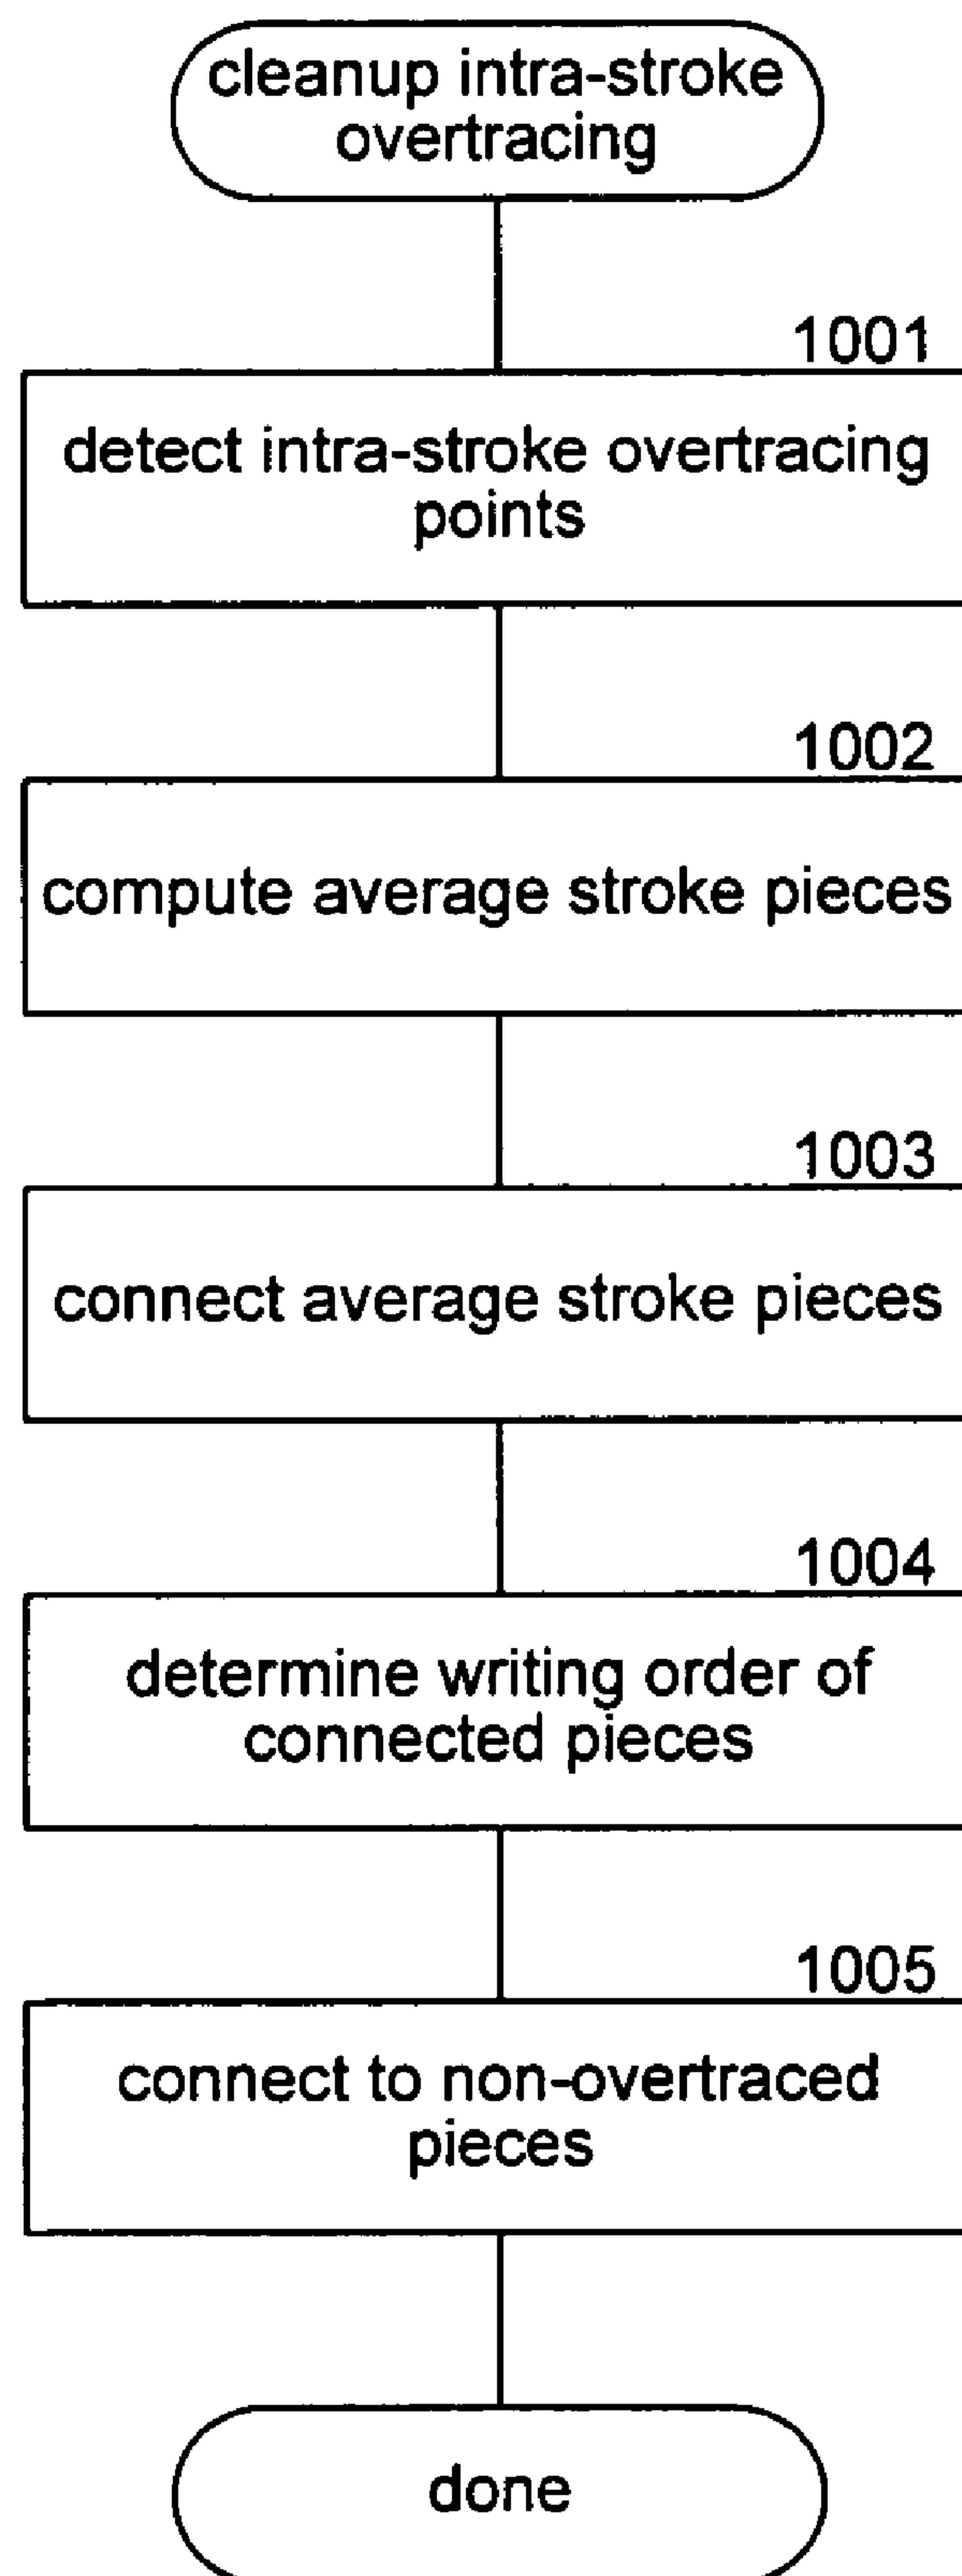 cleanup intra-stroke
overtracing
1001
detect intra-stroke overtracing
points
1002
compute average stroke pieces
1003
connect average stroke pieces
1004
determine writing order of
connected pieces
1005
connect to non-overtraced
pieces
done